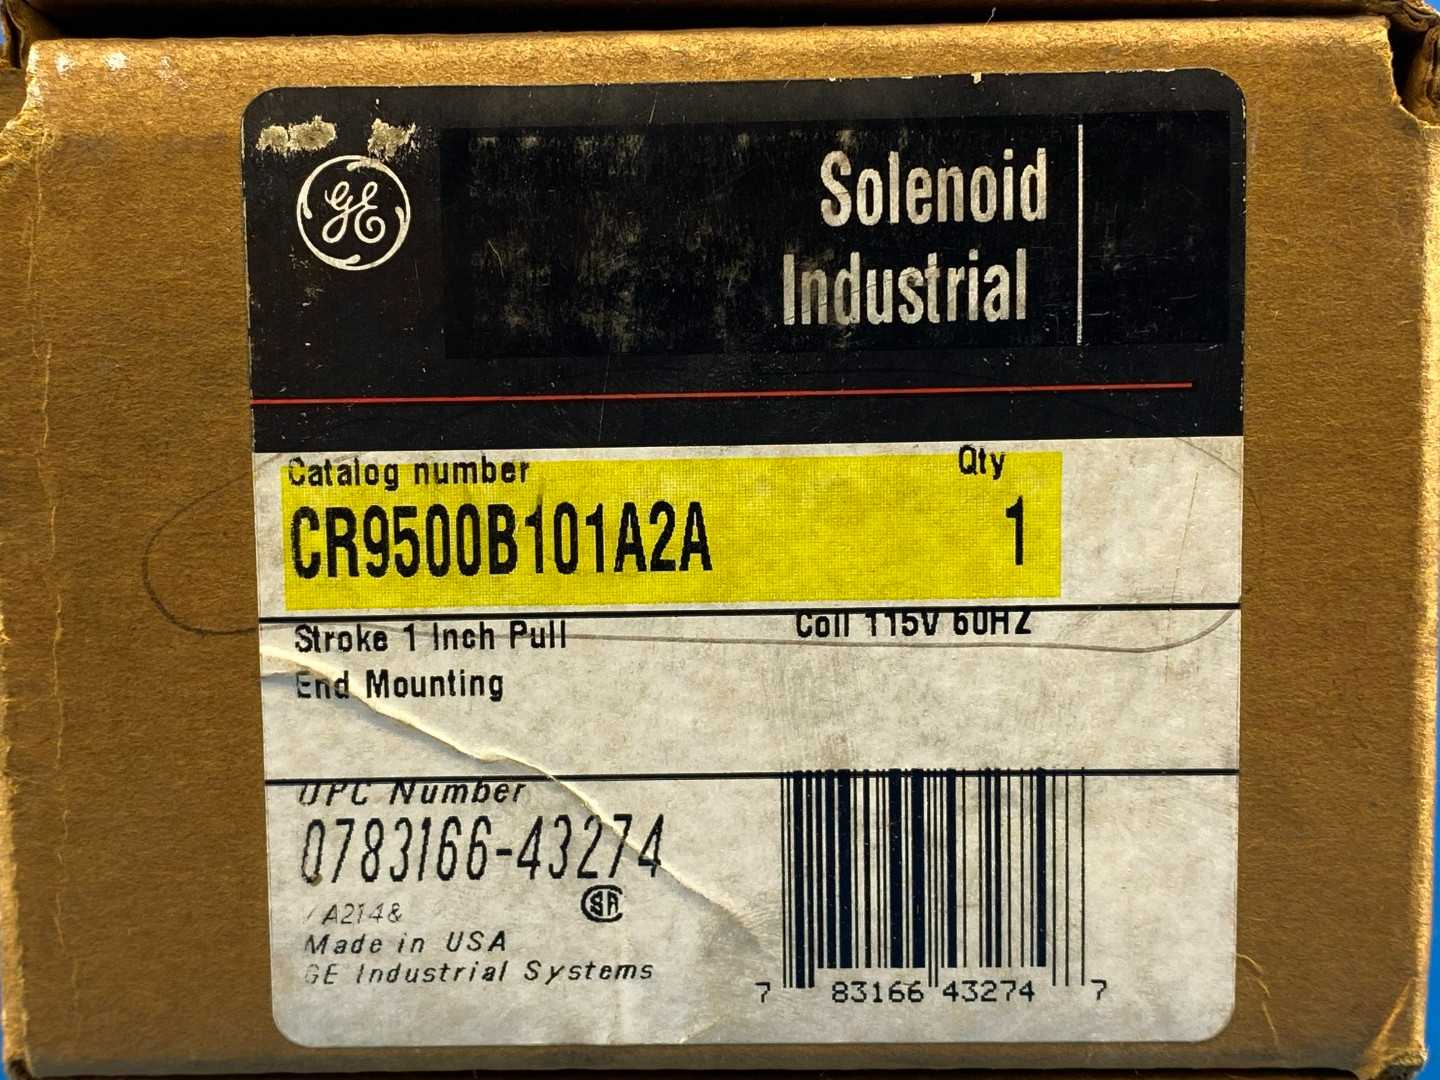 GE
Solenoid
Industrial
Catalog number Qty
CR9500B101A2A 1
Stroke 1 Inch Pull Coil 115V 60HZ
End Mounting
UPC Number
0783166-43274
A214&
Made in USA
GE Industrial Systems
7 83166 43274 7